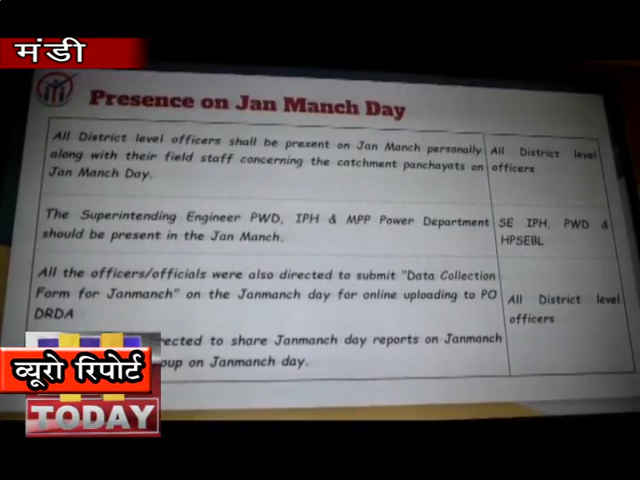 मंडी
Presence on Jan Manch Day
All District level officers shall be present on Jan Manch personally
along with their field staff concerning the catchment panchayats on
Jan Manch Day.
All District level
officers
The Superintending Engineer PWD, IPH & MPP Power Department
should be present in the Jan Manch.
SE IPH, PWD &
HPSEBL
All the officers/officials were also directed to submit "Data Collection
Form for Janmanch" on the Janmanch day for online uploading to PO
DRDA
All District level
officers
to share Janmanch day reports on Janmanch
on Janmanch day.
ब्यूरो रिपोर्ट
TODAY